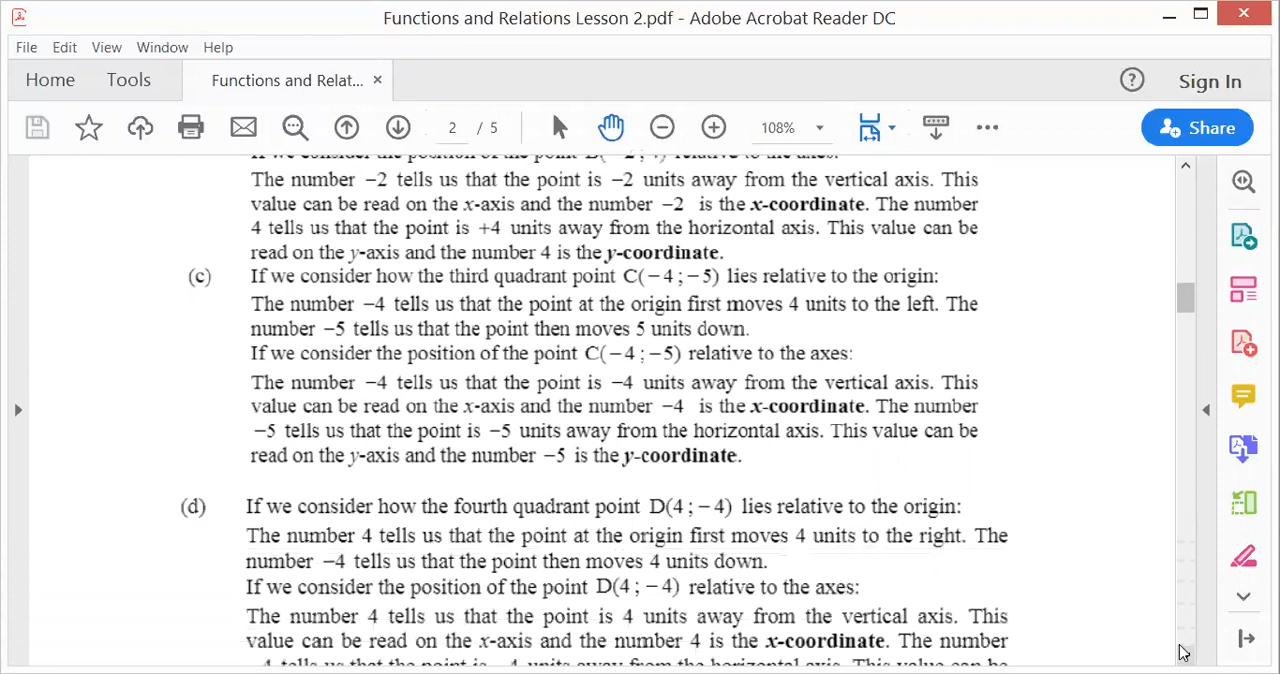 Functions and Relations Lesson 2.pdf - Adobe Acrobat Reader DC
File Edit View Window Help
Home Tools Functions and Relat... × ? Sign In
2 / 5 108% Share
The number −2 tells us that the point is −2 units away from the vertical axis. This
value can be read on the x-axis and the number −2 is the x-coordinate. The number
4 tells us that the point is +4 units away from the horizontal axis. This value can be
read on the y-axis and the number 4 is the y-coordinate.
(c) If we consider how the third quadrant point C(−4 ; −5) lies relative to the origin:
The number −4 tells us that the point at the origin first moves 4 units to the left. The
number −5 tells us that the point then moves 5 units down.
If we consider the position of the point C(−4 ; −5) relative to the axes:
The number −4 tells us that the point is −4 units away from the vertical axis. This
value can be read on the x-axis and the number −4 is the x-coordinate. The number
−5 tells us that the point is −5 units away from the horizontal axis. This value can be
read on the y-axis and the number −5 is the y-coordinate.
(d) If we consider how the fourth quadrant point D(4 ; −4) lies relative to the origin:
The number 4 tells us that the point at the origin first moves 4 units to the right. The
number −4 tells us that the point then moves 4 units down.
If we consider the position of the point D(4 ; −4) relative to the axes:
The number 4 tells us that the point is 4 units away from the vertical axis. This
value can be read on the x-axis and the number 4 is the x-coordinate. The number